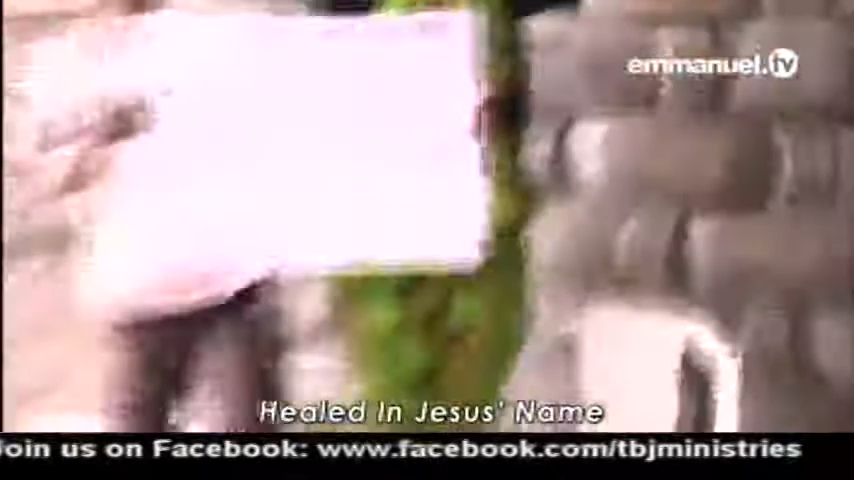 emmanuel.tv
Healed In Jesus' Name
Join us on Facebook: www.facebook.com/tbjministries